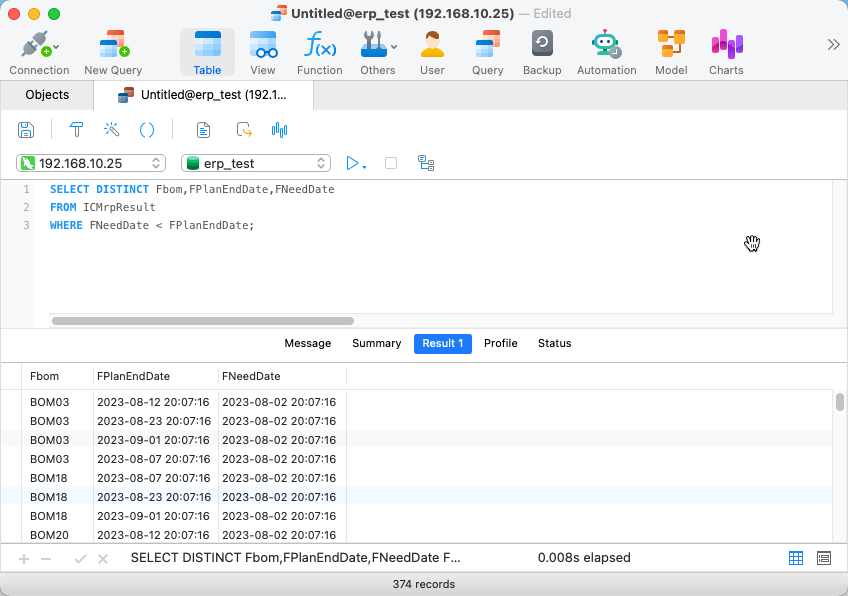 Untitled@erp_test (192.168.10.25) — Edited
Connection New Query Table View Function Others User Query Backup Automation Model Charts
Objects Untitled@erp_test (192.1...
192.168.10.25 erp_test
1 SELECT DISTINCT Fbom,FPlanEndDate,FNeedDate
2 FROM ICMrpResult
3 WHERE FNeedDate < FPlanEndDate;
Message Summary Result 1 Profile Status
Fbom FPlanEndDate FNeedDate
BOM03 2023-08-12 20:07:16 2023-08-02 20:07:16
BOM03 2023-08-23 20:07:16 2023-08-02 20:07:16
BOM03 2023-09-01 20:07:16 2023-08-02 20:07:16
BOM03 2023-08-07 20:07:16 2023-08-02 20:07:16
BOM18 2023-08-07 20:07:16 2023-08-02 20:07:16
BOM18 2023-08-23 20:07:16 2023-08-02 20:07:16
BOM18 2023-09-01 20:07:16 2023-08-02 20:07:16
BOM20 2023-08-12 20:07:16 2023-08-02 20:07:16
SELECT DISTINCT Fbom,FPlanEndDate,FNeedDate F... 0.008s elapsed
374 records